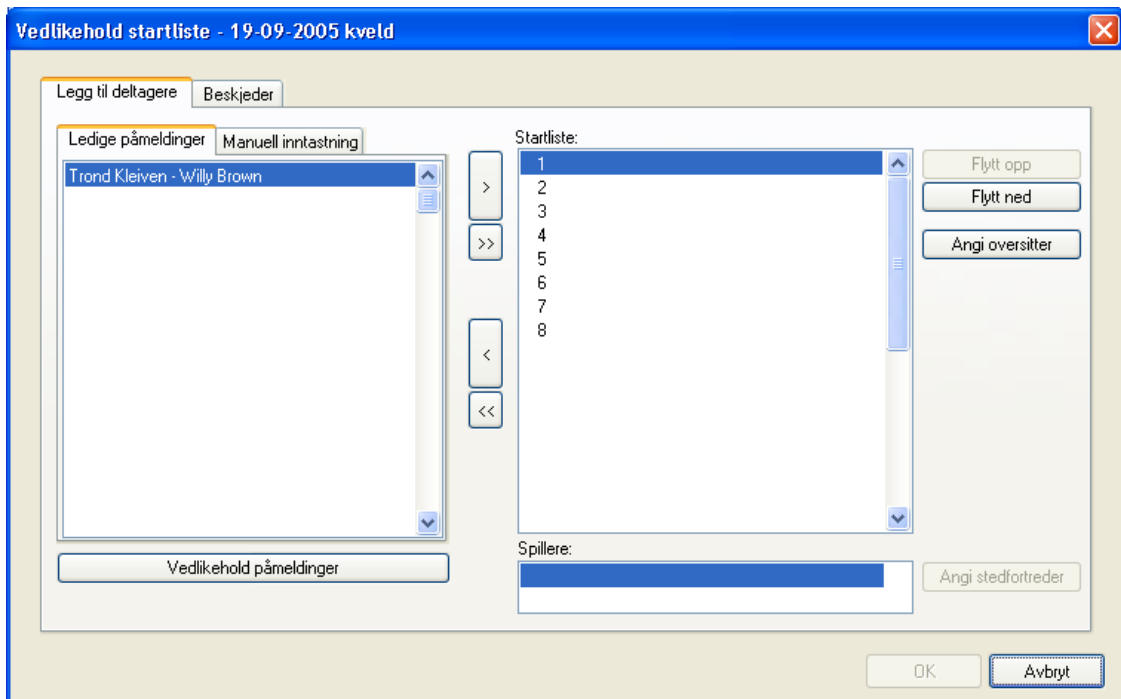 Vedlikehold startliste - 19-09-2005 kveld
Legg til deltagere
Beskjeder
Ledige påmeldinger
Manuell inntastning
Trond Kleiven - Willy Brown
Vedlikehold påmeldinger
>
>>
<
<<
Startliste:
1
2
3
4
5
6
7
8
Spillere:
Flytt opp
Flytt ned
Angi oversitter
Angi stedfortreder
OK
Avbryt